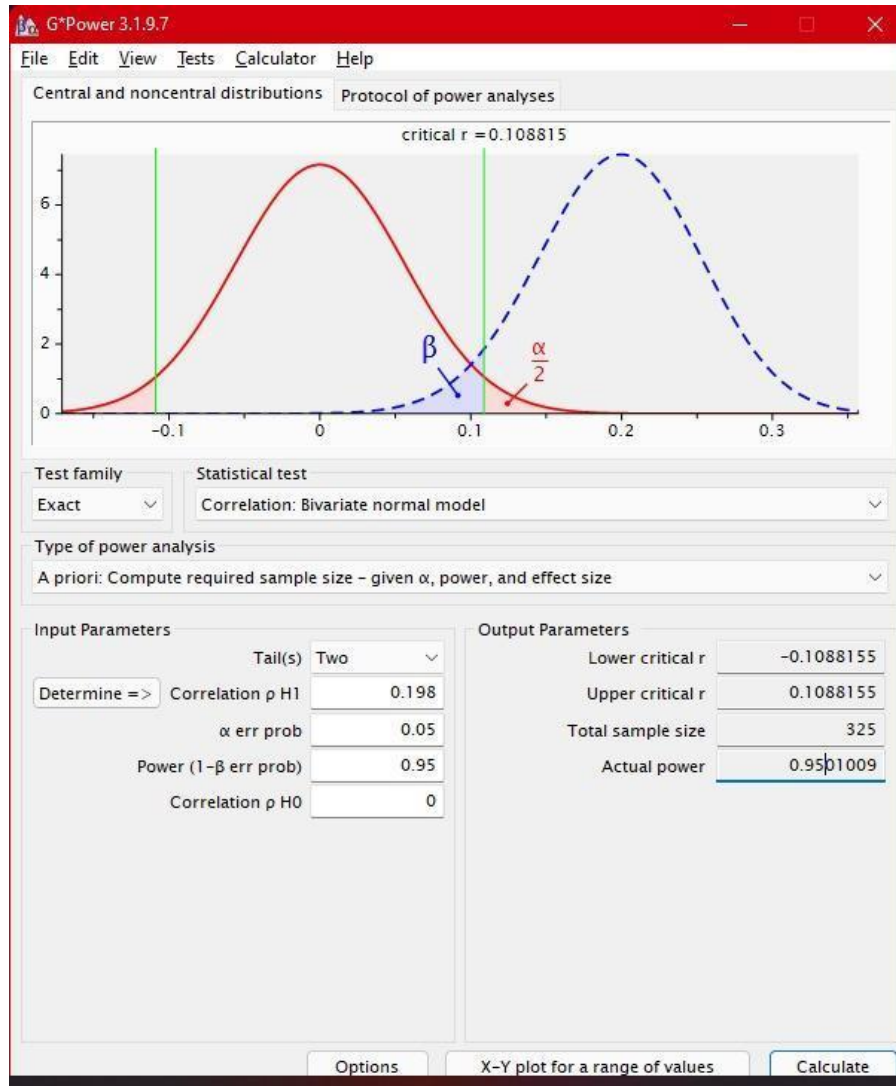 G*Power 3.1.9.7
File Edit View Tests Calculator Help
Central and noncentral distributions Protocol of power analyses
critical r = 0.108815
6
4
2
0
β
α
2
-0.1 0 0.1 0.2 0.3
Test family Statistical test
Exact Correlation: Bivariate normal model
Type of power analysis
A priori: Compute required sample size - given α, power, and effect size
Input Parameters Output Parameters
Tail(s) Two Lower critical r -0.1088155
Determine => Correlation ρ H1 0.198 Upper critical r 0.1088155
α err prob 0.05 Total sample size 325
Power (1-β err prob) 0.95 Actual power 0.9501009
Correlation ρ H0 0
Options X-Y plot for a range of values Calculate